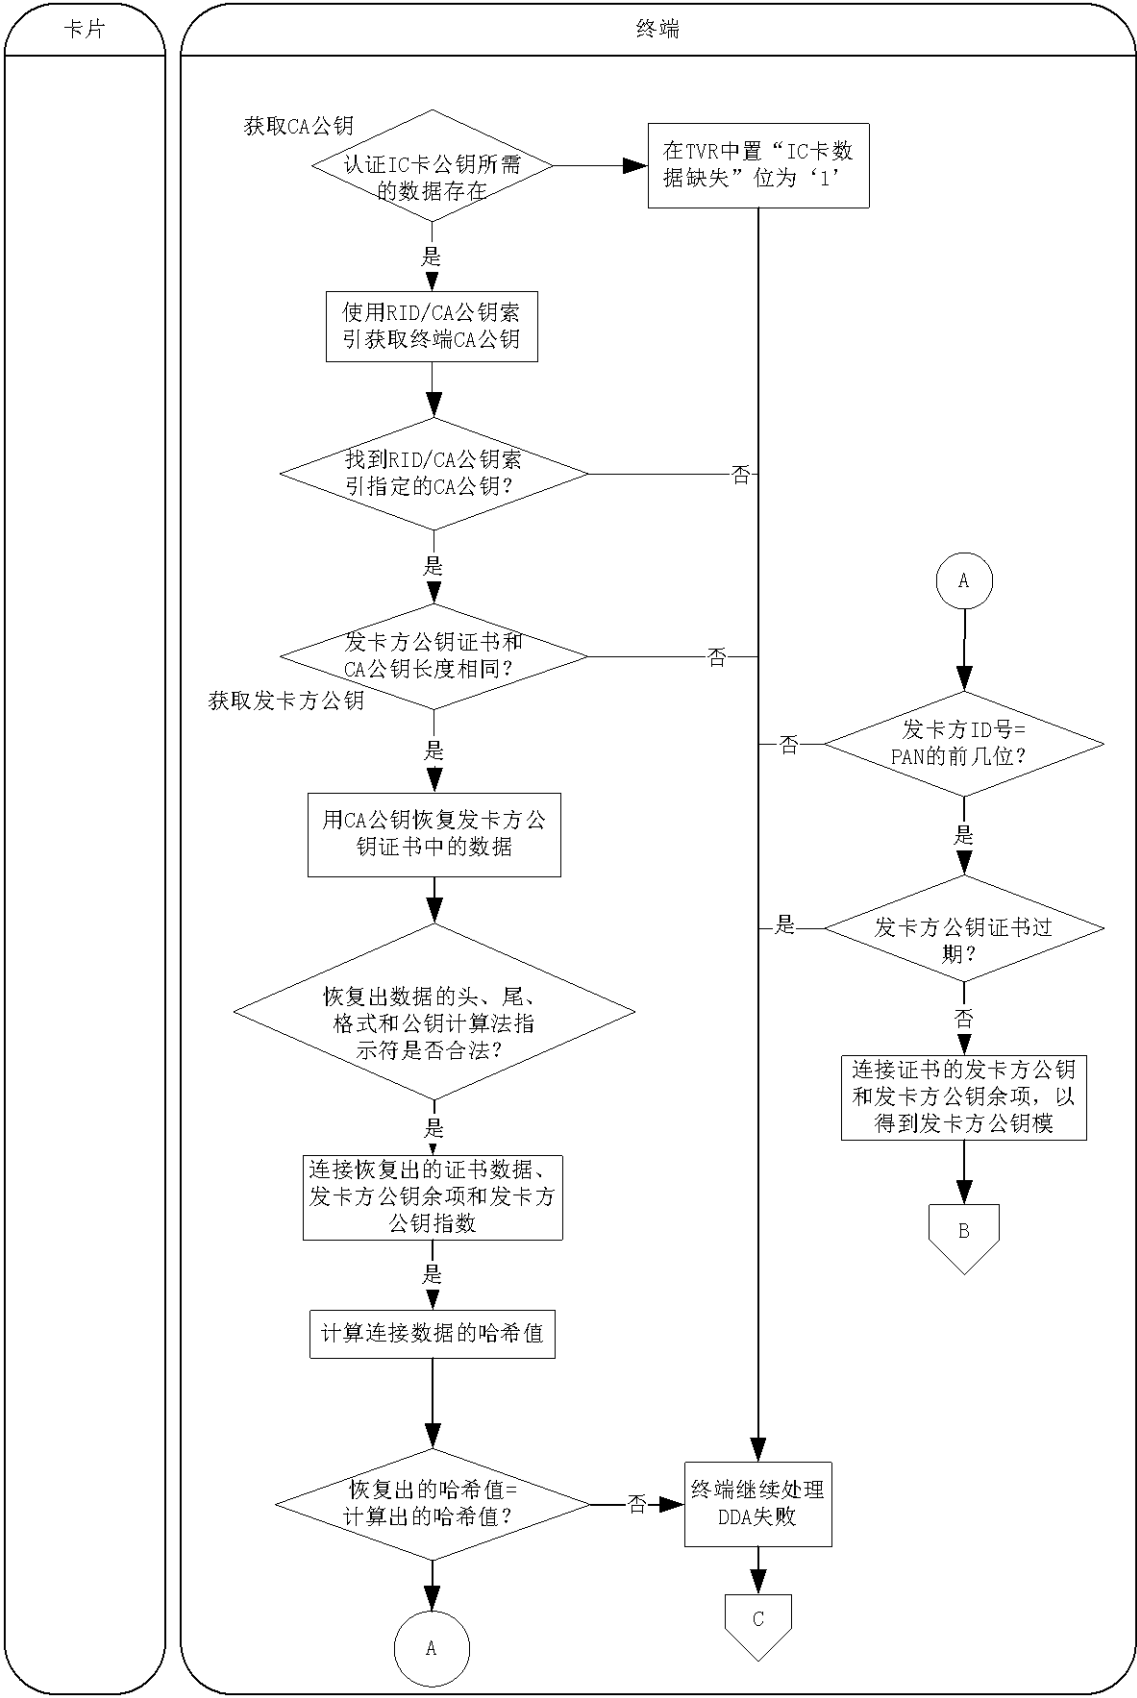 卡片
终端
获取CA公钥
认证IC卡公钥所需
的数据存在
在TVR中置“IC卡数
据缺失”位为‘1’
是
使用RID/CA公钥索
引获取终端CA公钥
找到RID/CA公钥索
引指定的CA公钥？
否
是
发卡方公钥证书和
CA公钥长度相同？
否
获取发卡方公钥
是
用CA公钥恢复发卡方公
钥证书中的数据
恢复出数据的头、尾、
格式和公钥计算法指
示符是否合法？
是
连接恢复出的证书数据、
发卡方公钥余项和发卡方
公钥指数
是
计算连接数据的哈希值
恢复出的哈希值=
计算出的哈希值？
否
终端继续处理
DDA失败
A
C
A
发卡方ID号=
PAN的前几位？
否
是
发卡方公钥证书过
期？
是
否
连接证书的发卡方公钥
和发卡方公钥余项，以
得到发卡方公钥模
B